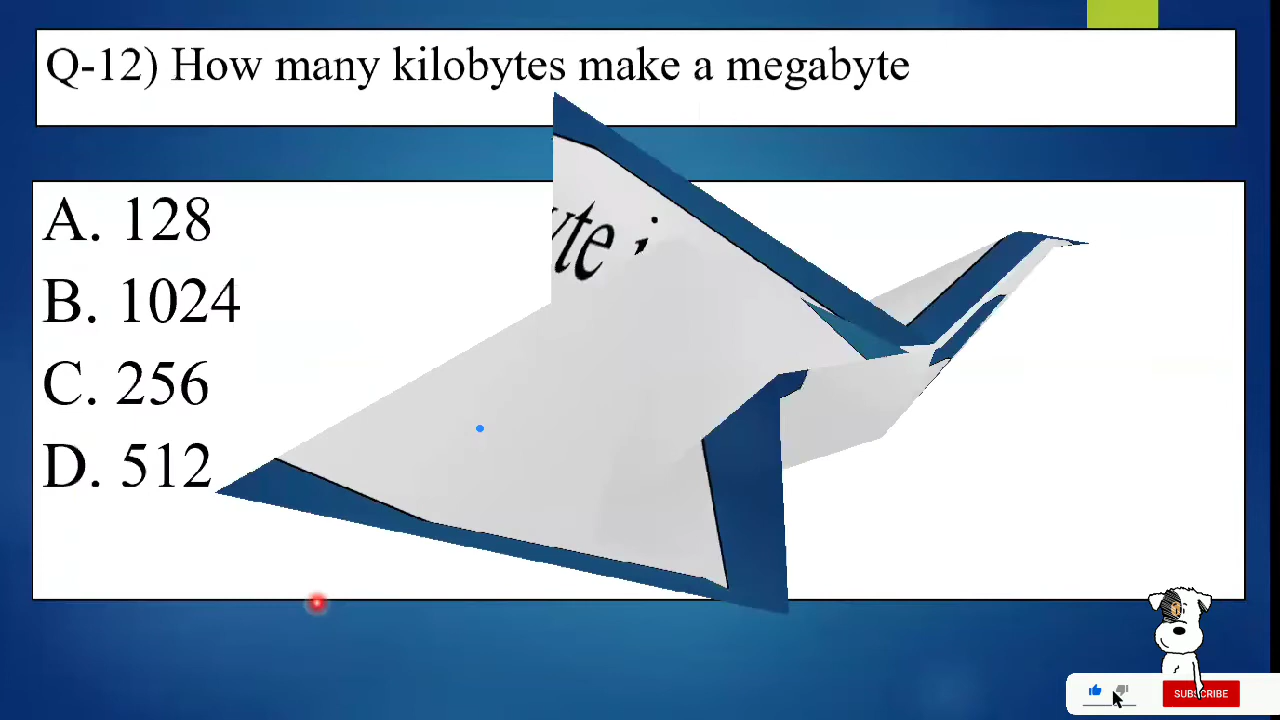 Q-12) How many kilobytes make a megabyte
A. 128
B. 1024
C. 256
D. 512
SUBSCRIBE